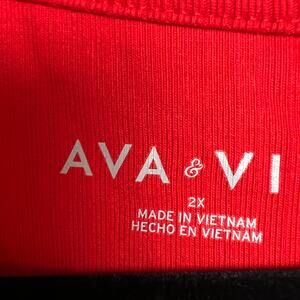 AVA & VI
2X
MADE IN VIETNAM
HECHO EN VIETNAM